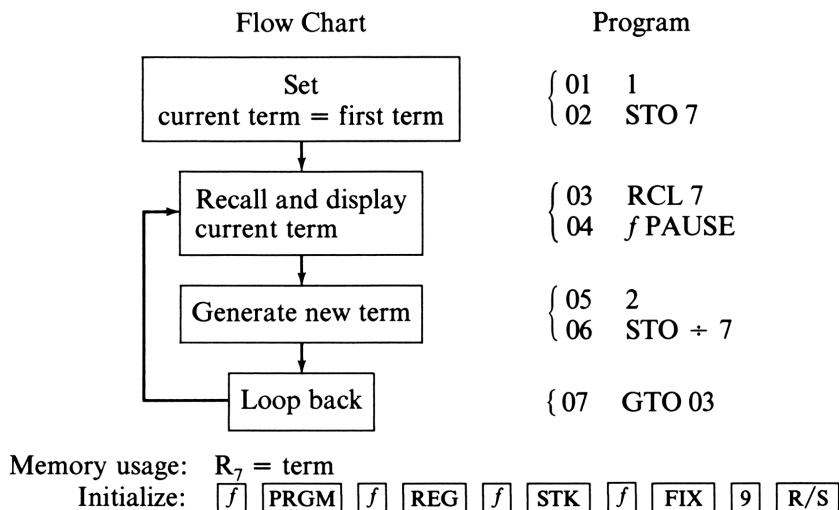 Flow Chart Program
Set
current term = first term
01 1
02 STO 7
Recall and display
current term
03 RCL 7
04 f PAUSE
Generate new term
05 2
06 STO ÷ 7
Loop back
07 GTO 03
Memory usage: R₇ = term
Initialize: f PRGM f REG f STK f FIX 9 R/S